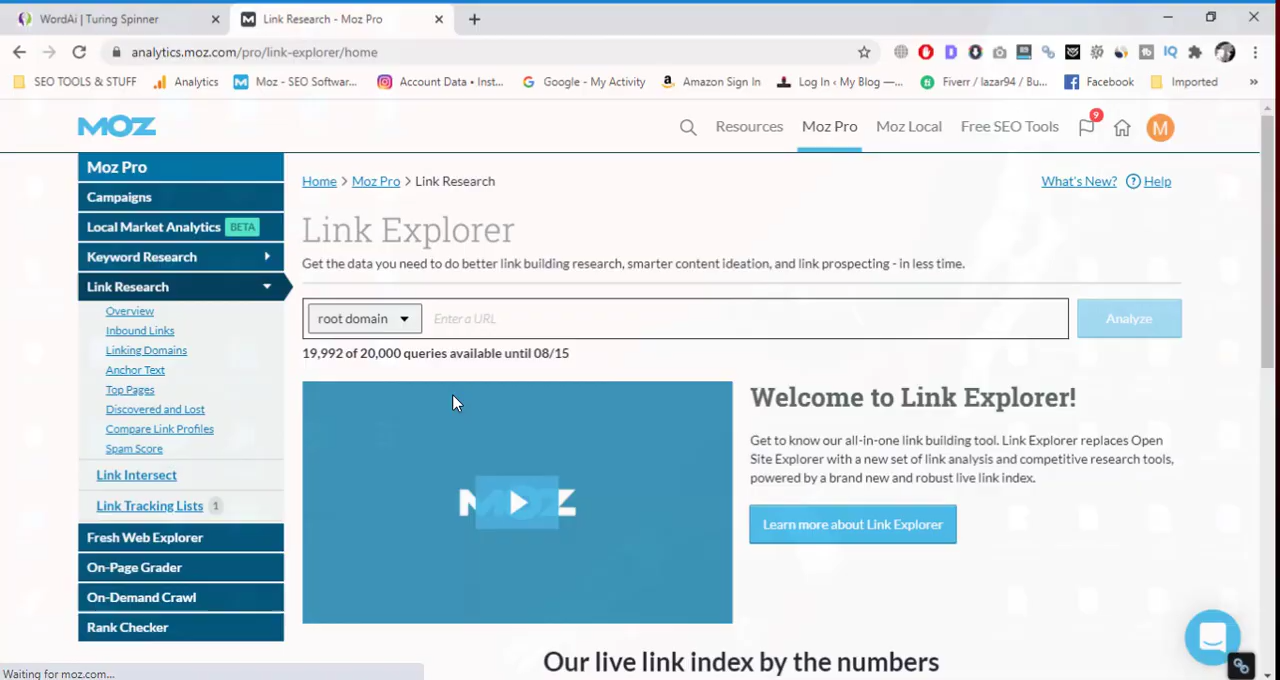 WordAi | Turing Spinner
Link Research - Moz Pro
analytics.moz.com/pro/link-explorer/home
SEO TOOLS & STUFF
Analytics
Moz - SEO Softwar...
Account Data • Inst...
Google - My Activity
Amazon Sign In
Log In ‹ My Blog —...
Fiverr / lazar94 / Bu...
Facebook
Imported
»
MOZ
Resources
Moz Pro
Moz Local
Free SEO Tools
9
M
Moz Pro
Campaigns
Local Market Analytics BETA
Keyword Research
Link Research
Overview
Inbound Links
Linking Domains
Anchor Text
Top Pages
Discovered and Lost
Compare Link Profiles
Spam Score
Link Intersect
Link Tracking Lists 1
Fresh Web Explorer
On-Page Grader
On-Demand Crawl
Rank Checker
Home > Moz Pro > Link Research
What's New? ? Help
Link Explorer
Get the data you need to do better link building research, smarter content ideation, and link prospecting - in less time.
root domain
Enter a URL
Analyze
19,992 of 20,000 queries available until 08/15
MOZ
Welcome to Link Explorer!
Get to know our all-in-one link building tool. Link Explorer replaces Open
Site Explorer with a new set of link analysis and competitive research tools,
powered by a brand new and robust live link index.
Learn more about Link Explorer
Our live link index by the numbers
Waiting for moz.com...